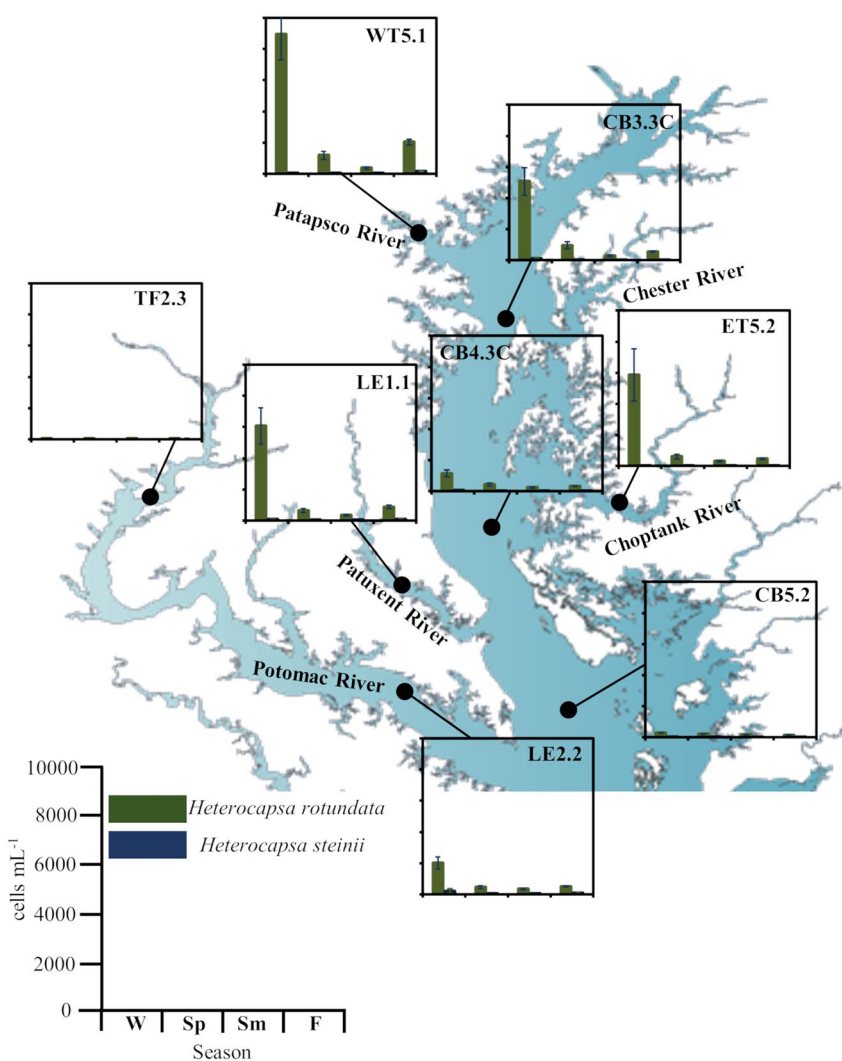 WT5.1
CB3.3C
Patapsco River
Chester River
TF2.3
ET5.2
CB4.3C
LE1.1
Choptank River
Patuxent River
CB5.2
Potomac River
LE2.2
10000
8000
6000
4000
2000
0
cells mL⁻¹
Heterocapsa rotundata
Heterocapsa steinii
W Sp Sm F
Season